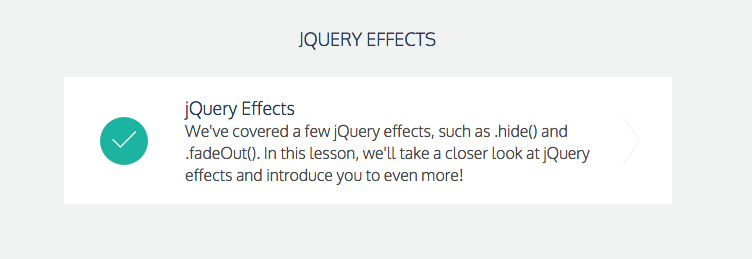 JQUERY EFFECTS
jQuery Effects
We've covered a few jQuery effects, such as .hide() and
.fadeOut(). In this lesson, we'll take a closer look at jQuery
effects and introduce you to even more!